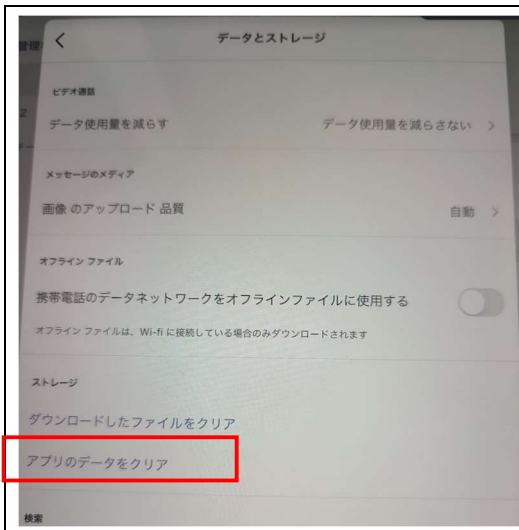 管理
データとストレージ
ビデオ通話
データ使用量を減らす
データ使用量を減らさない
メッセージのメディア
画像 のアップロード 品質
自動
オフライン ファイル
携帯電話のデータネットワークをオフラインファイルに使用する
オフライン ファイルは、Wi-fi に接続している場合のみダウンロードされます
ストレージ
ダウンロードしたファイルをクリア
アプリのデータをクリア
検索